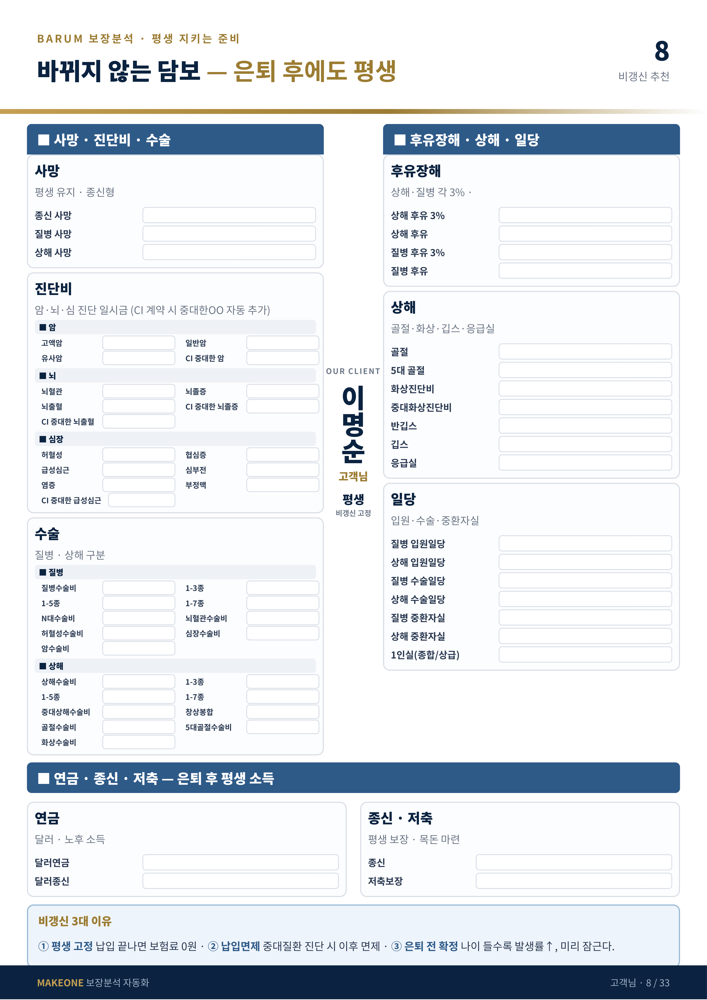 BARUM 보장분석 · 평생 지키는 준비
바뀌지 않는 담보 — 은퇴 후에도 평생
8
비갱신 추천
■ 사망 · 진단비 · 수술
사망
평생 유지 · 종신형
종신 사망
질병 사망
상해 사망
진단비
암·뇌·심 진단 일시금 (CI 계약 시 중대한OO 자동 추가)
■ 암
고액암 일반암
유사암 CI 중대한 암
■ 뇌
뇌혈관 뇌졸증
뇌출혈 CI 중대한 뇌졸증
CI 중대한 뇌출혈
■ 심장
허혈성 협심증
급성심근 심부전
염증 부정맥
CI 중대한 급성심근
수술
질병 · 상해 구분
■ 질병
질병수술비 1-3종
1-5종 1-7종
N대수술비 뇌혈관수술비
허혈성수술비 심장수술비
암수술비
■ 상해
상해수술비 1-3종
1-5종 1-7종
중대상해수술비 창상봉합
골절수술비 5대골절수술비
화상수술비
OUR CLIENT
이
명
순
고객님
평생
비갱신 고정
■ 후유장해 · 상해 · 일당
후유장해
상해·질병 각 3% ·
상해 후유 3%
상해 후유
질병 후유 3%
질병 후유
상해
골절·화상·깁스·응급실
골절
5대 골절
화상진단비
중대화상진단비
반깁스
깁스
응급실
일당
입원·수술·중환자실
질병 입원일당
상해 입원일당
질병 수술일당
상해 수술일당
질병 중환자실
상해 중환자실
1인실(종합/상급)
■ 연금 · 종신 · 저축 — 은퇴 후 평생 소득
연금
달러 · 노후 소득
달러연금
달러종신
종신 · 저축
평생 보장 · 목돈 마련
종신
저축보장
비갱신 3대 이유
① 평생 고정 납입 끝나면 보험료 0원 · ② 납입면제 중대질환 진단 시 이후 면제 · ③ 은퇴 전 확정 나이 들수록 발생률↑, 미리 잠근다.
MAKEONE 보장분석 자동화
고객님 · 8 / 33